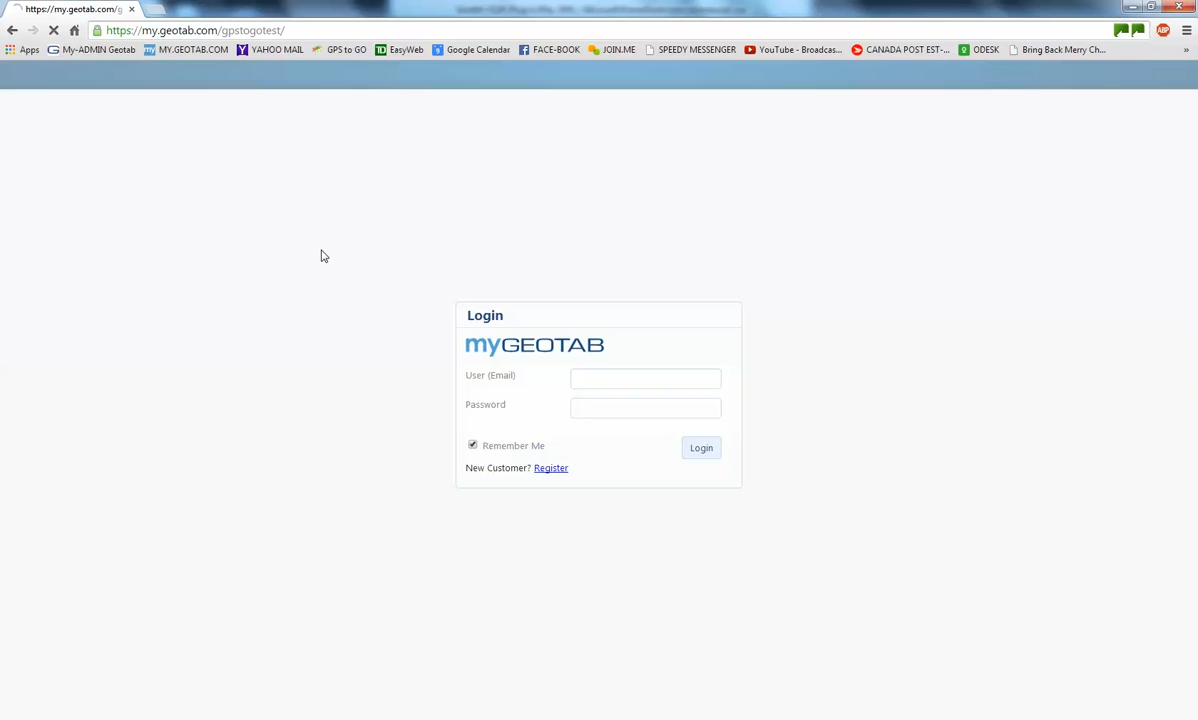 https://my.geotab.com/g
https://my.geotab.com/gpstogotest/
Apps My-ADMIN Geotab MY.GEOTAB.COM YAHOO MAIL GPS to GO EasyWeb Google Calendar FACE-BOOK JOIN.ME SPEEDY MESSENGER YouTube - Broadcas... CANADA POST EST-... ODESK Bring Back Merry Ch... »
Login
myGEOTAB
User (Email)
Password
Remember Me
Login
New Customer? Register